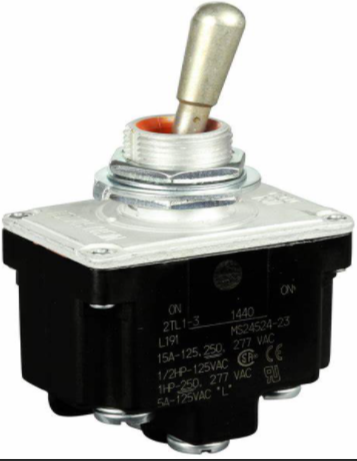 ON ON
2TL1-3 1440
L191 MS24524-23
15A-125, 250, 277 VAC
1/2HP-125VAC
1HP-250, 277 VAC
5A-125VAC "L"